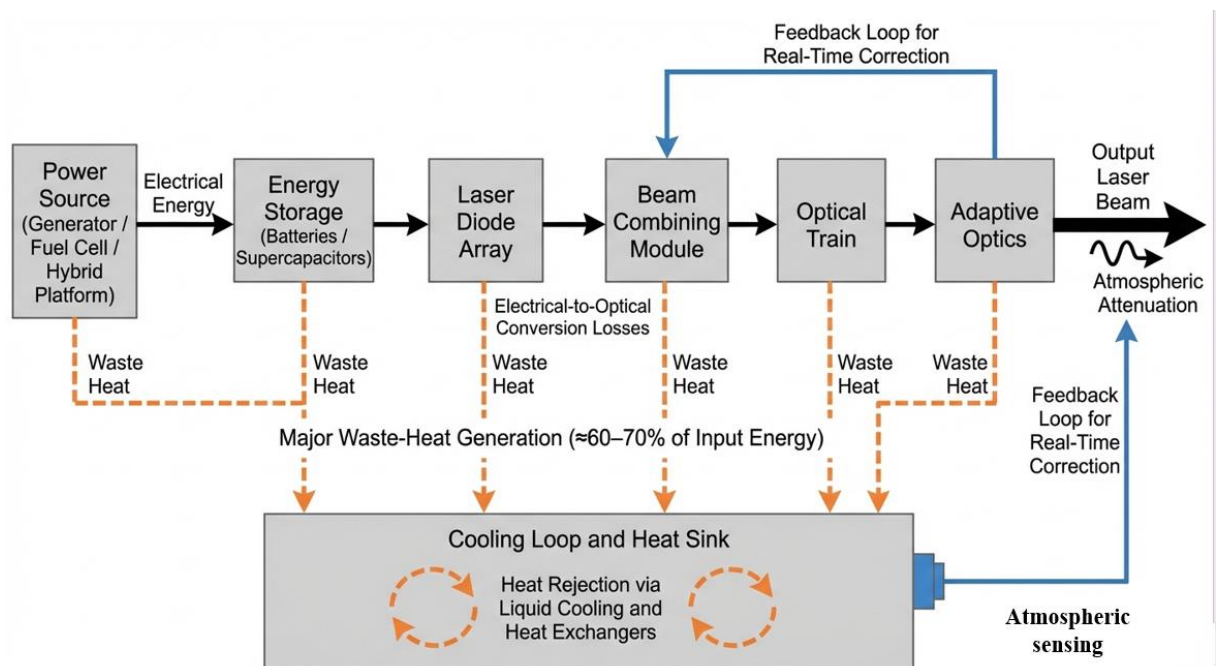 Feedback Loop for
Real-Time Correction
Power
Source
(Generator /
Fuel Cell /
Hybrid
Platform)
Electrical
Energy
Energy
Storage
(Batteries /
Supercapacitors)
Laser
Diode
Array
Beam
Combining
Module
Optical
Train
Adaptive
Optics
Output
Laser
Beam
Atmospheric
Attenuation
Electrical-to-Optical
Conversion Losses
Waste
Heat
Waste
Heat
Waste
Heat
Waste
Heat
Waste
Heat
Waste
Heat
Feedback
Loop for
Real-Time
Correction
Major Waste-Heat Generation (≈60–70% of Input Energy)
Cooling Loop and Heat Sink
Heat Rejection via
Liquid Cooling and
Heat Exchangers
Atmospheric
sensing